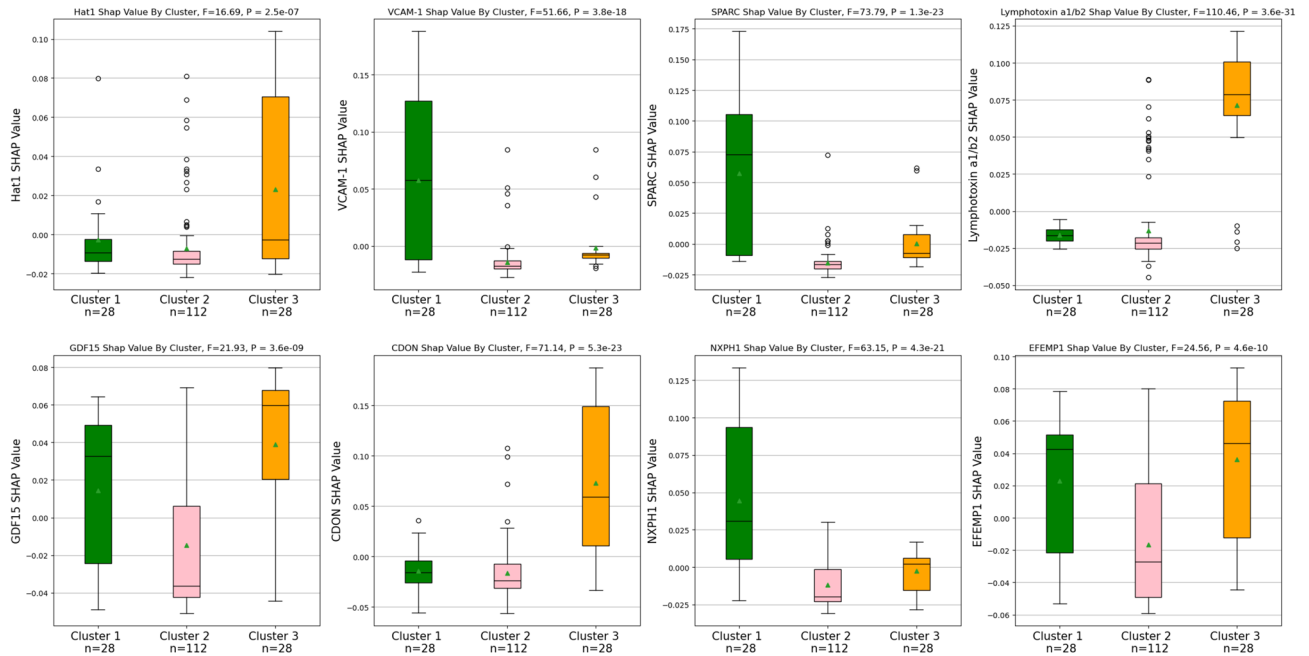 Hat1 Shap Value By Cluster, F=16.69, P = 2.5e-07
Hat1 SHAP Value
0.10
0.08
0.06
0.04
0.02
0.00
−0.02
Cluster 1
n=28
Cluster 2
n=112
Cluster 3
n=28
VCAM-1 Shap Value By Cluster, F=51.66, P = 3.8e-18
VCAM-1 SHAP Value
0.15
0.10
0.05
0.00
Cluster 1
n=28
Cluster 2
n=112
Cluster 3
n=28
SPARC Shap Value By Cluster, F=73.79, P = 1.3e-23
SPARC SHAP Value
0.175
0.150
0.125
0.100
0.075
0.050
0.025
0.000
−0.025
Cluster 1
n=28
Cluster 2
n=112
Cluster 3
n=28
Lymphotoxin a1/b2 Shap Value By Cluster, F=110.46, P = 3.6e-31
Lymphotoxin a1/b2 SHAP Value
0.125
0.100
0.075
0.050
0.025
0.000
−0.025
−0.050
Cluster 1
n=28
Cluster 2
n=112
Cluster 3
n=28
GDF15 Shap Value By Cluster, F=21.93, P = 3.6e-09
GDF15 SHAP Value
0.08
0.06
0.04
0.02
0.00
−0.02
−0.04
Cluster 1
n=28
Cluster 2
n=112
Cluster 3
n=28
CDON Shap Value By Cluster, F=71.14, P = 5.3e-23
CDON SHAP Value
0.15
0.10
0.05
0.00
−0.05
Cluster 1
n=28
Cluster 2
n=112
Cluster 3
n=28
NXPH1 Shap Value By Cluster, F=63.15, P = 4.3e-21
NXPH1 SHAP Value
0.125
0.100
0.075
0.050
0.025
0.000
−0.025
Cluster 1
n=28
Cluster 2
n=112
Cluster 3
n=28
EFEMP1 Shap Value By Cluster, F=24.56, P = 4.6e-10
EFEMP1 SHAP Value
0.10
0.08
0.06
0.04
0.02
0.00
−0.02
−0.04
−0.06
Cluster 1
n=28
Cluster 2
n=112
Cluster 3
n=28